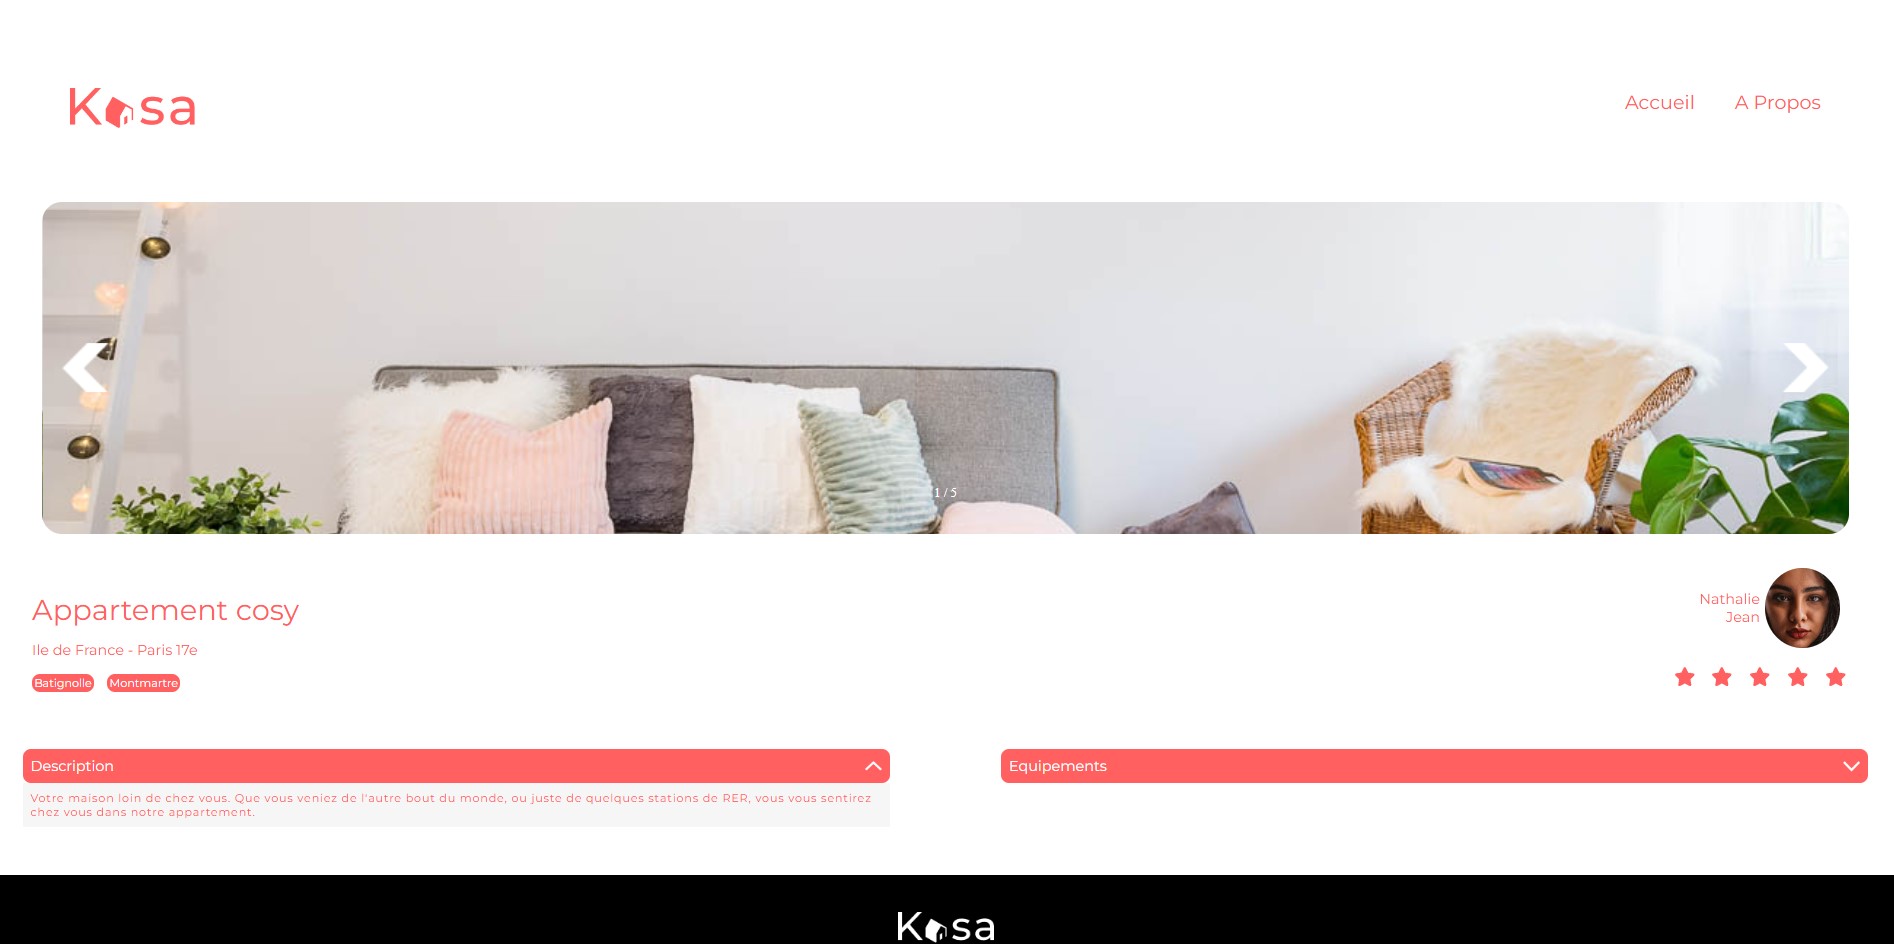 Kasa
Accueil A Propos
1 / 5
Appartement cosy
Ile de France - Paris 17e
Batignolle Montmartre
Nathalie
Jean
Description
Votre maison loin de chez vous. Que vous veniez de l'autre bout du monde, ou juste de quelques stations de RER, vous vous sentirez
chez vous dans notre appartement.
Equipements
Kasa